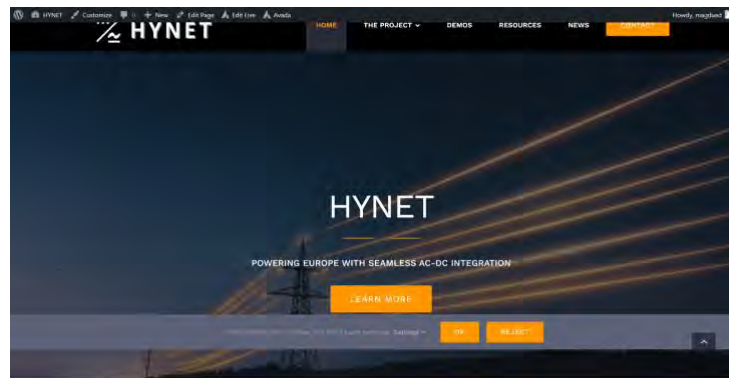 HYNET Customize + New Edit Page Edit Live Avada Howdy,
HYNET HOME THE PROJECT DEMOS RESOURCES NEWS CONTACT
HYNET
POWERING EUROPE WITH SEAMLESS AC-DC INTEGRATION
LEARN MORE
Settings OK REJECT